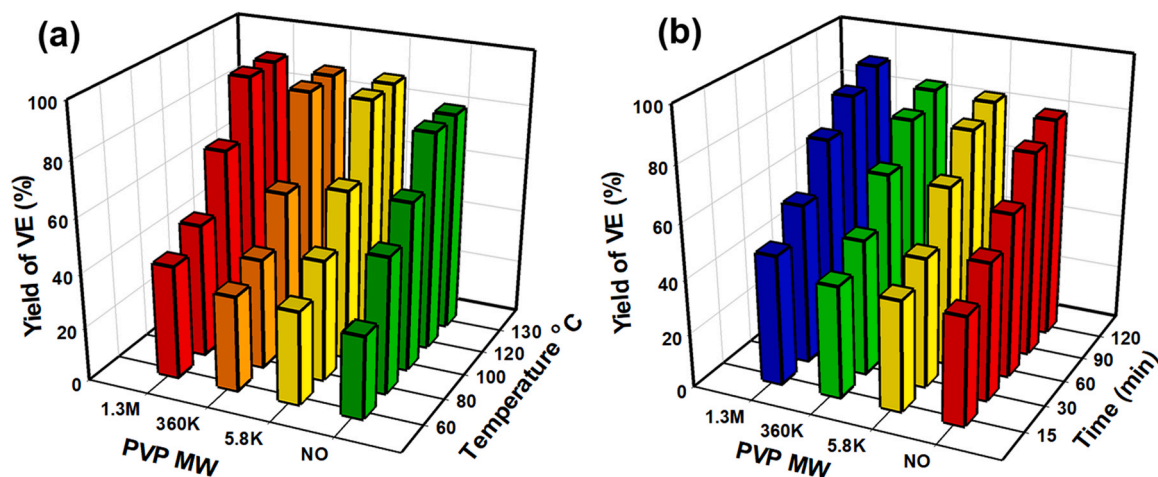 (a)
100
80
60
40
20
0
Yield of VE (%)
1.3M
360K
5.8K
NO
PVP MW
60
80
100
120
130
Temperature °C
(b)
100
80
60
40
20
0
Yield of VE (%)
1.3M
360K
5.8K
NO
PVP MW
15
30
60
90
120
Time (min)